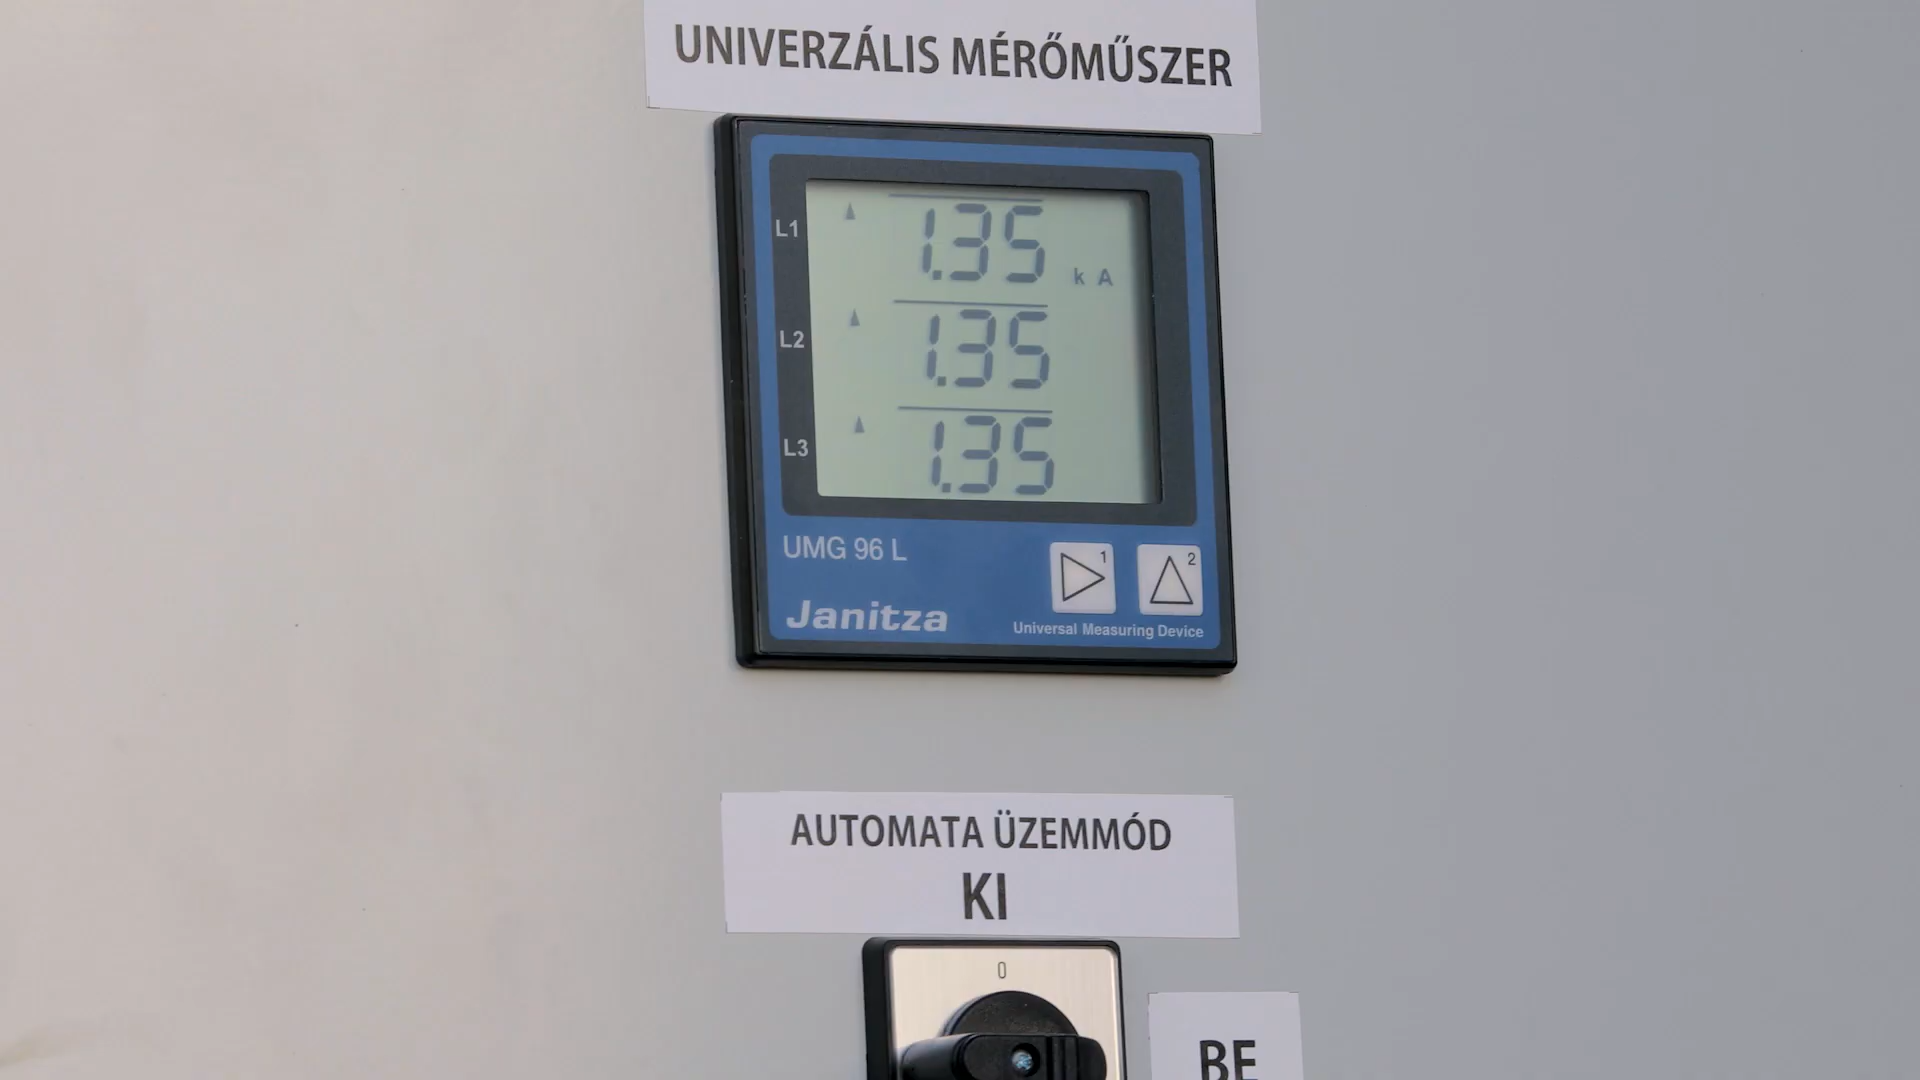 UNIVERZÁLIS MÉRŐMŰSZER
L1 1.35 k A
L2 1.35
L3 1.35
UMG 96 L
1 2
Janitza
Universal Measuring Device
AUTOMATA ÜZEMMÓD
KI
0
BE